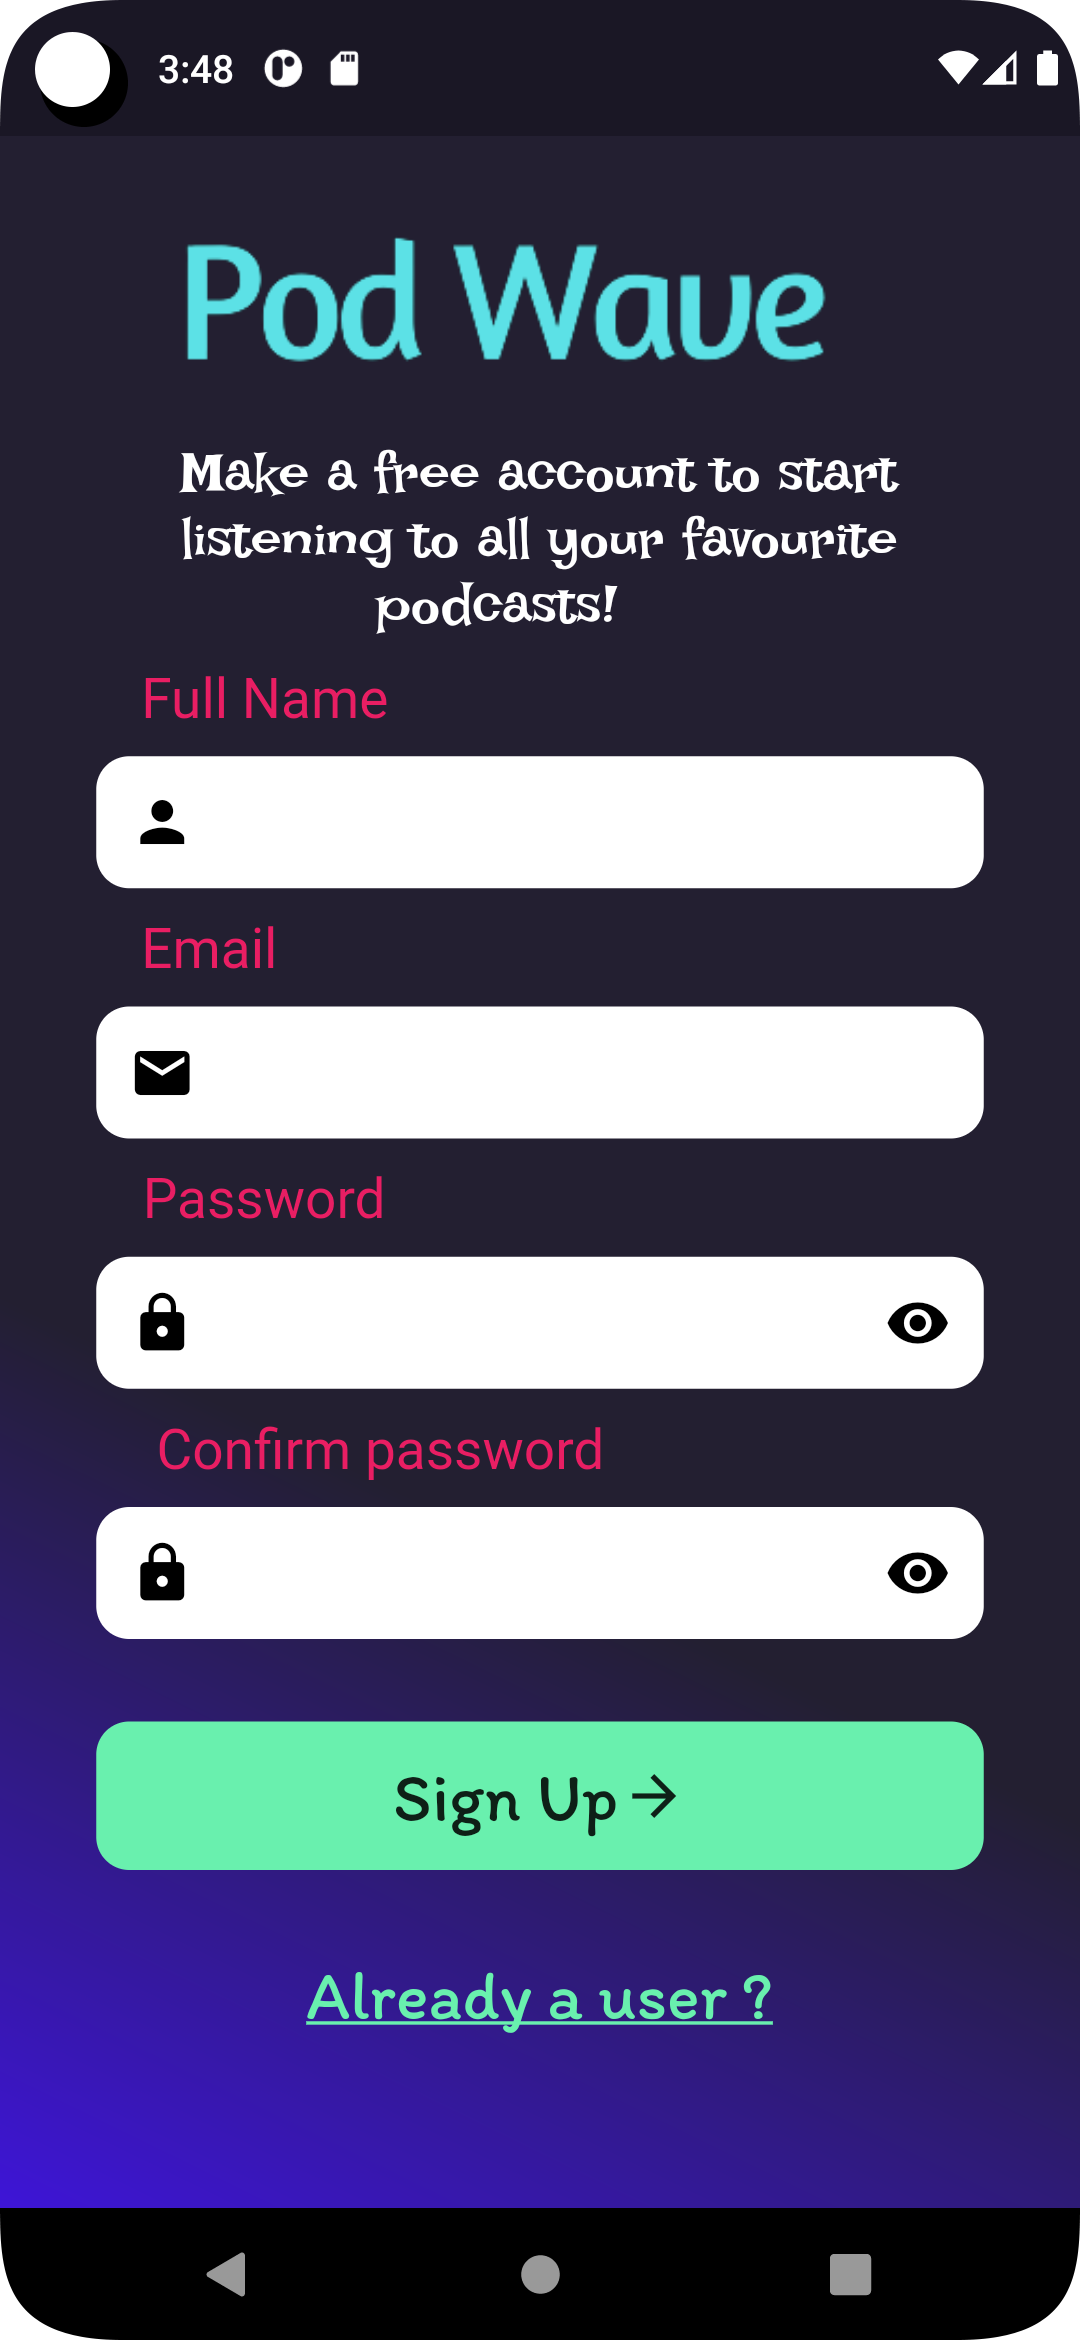 3:48
Pod Wave
Make a free account to start
listening to all your favourite
podcasts!
Full Name
Email
Password
Confirm password
Sign Up
Already a user ?